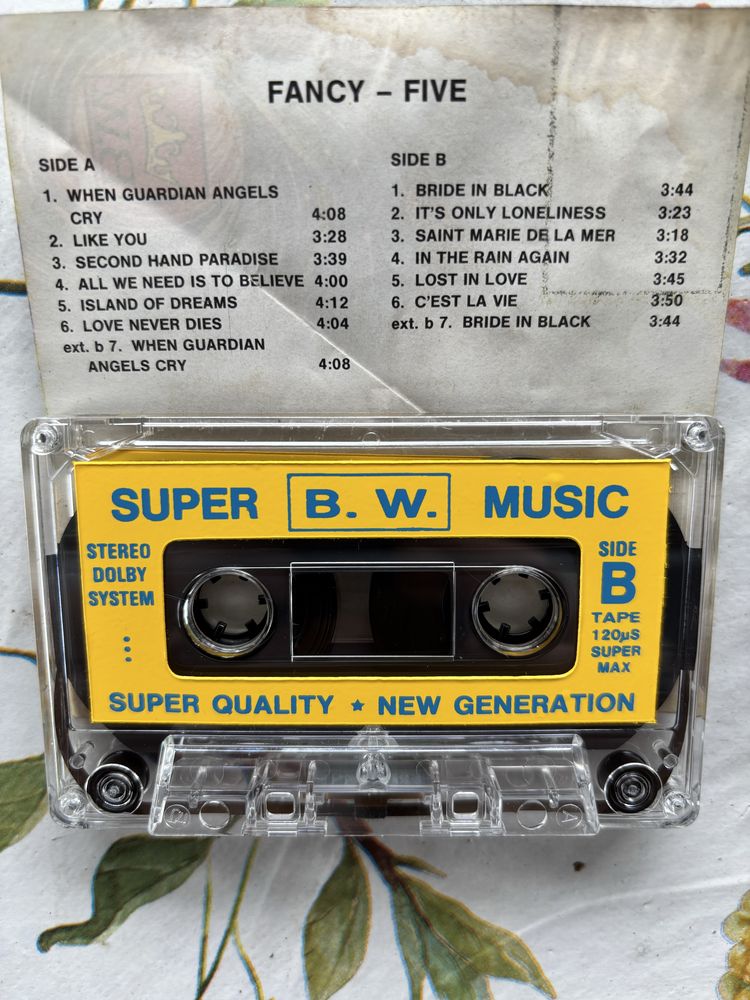 FANCY – FIVE
SIDE A
1. WHEN GUARDIAN ANGELS
CRY 4:08
2. LIKE YOU 3:28
3. SECOND HAND PARADISE 3:39
4. ALL WE NEED IS TO BELIEVE 4:00
5. ISLAND OF DREAMS 4:12
6. LOVE NEVER DIES 4:04
ext. b 7. WHEN GUARDIAN
ANGELS CRY 4:08
SIDE B
1. BRIDE IN BLACK 3:44
2. IT'S ONLY LONELINESS 3:23
3. SAINT MARIE DE LA MER 3:18
4. IN THE RAIN AGAIN 3:32
5. LOST IN LOVE 3:45
6. C'EST LA VIE 3:50
ext. b 7. BRIDE IN BLACK 3:44
SUPER B. W. MUSIC
STEREO
DOLBY
SYSTEM
SIDE
B
TAPE
120µS
SUPER
MAX
SUPER QUALITY ★ NEW GENERATION
A